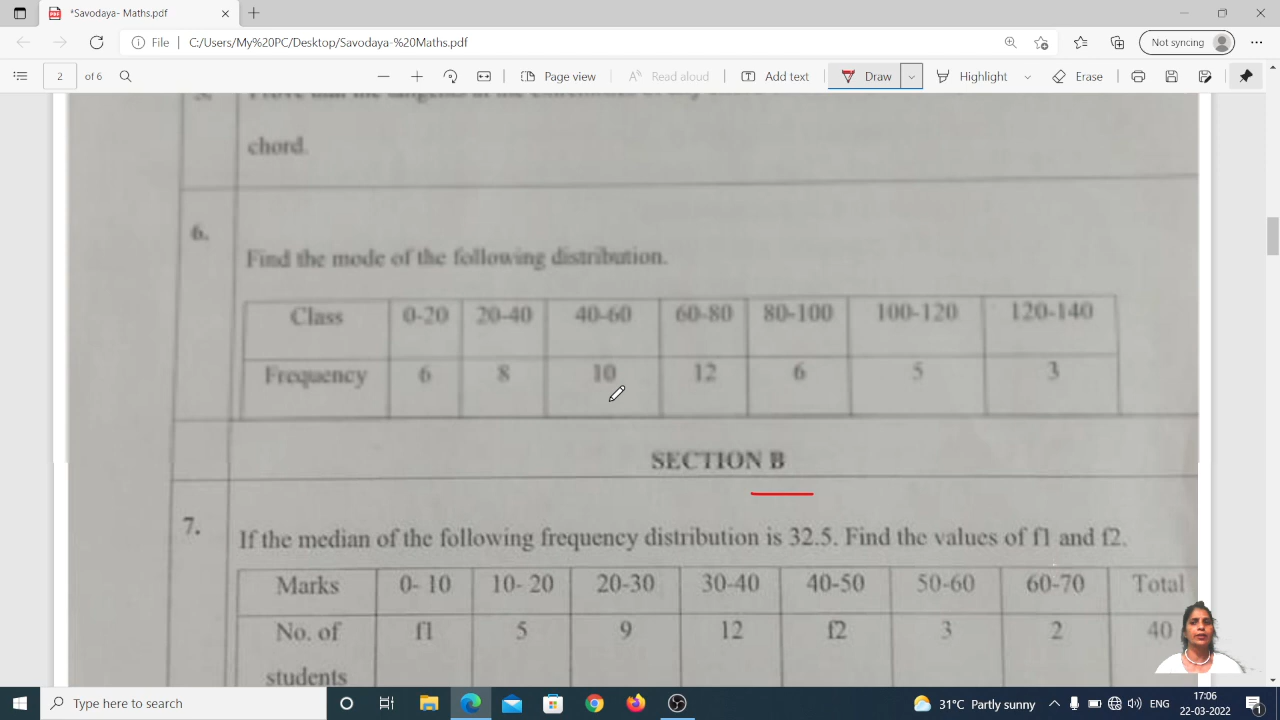 *Savodaya- Maths.pdf
File | C:/Users/My%20PC/Desktop/Savodaya-%20Maths.pdf
Not syncing
2 of 6
Page view
Read aloud
Add text
Draw
Highlight
Erase
chord.
6.
Find the mode of the following distribution.
Class 0-20 20-40 40-60 60-80 80-100 100-120 120-140
Frequency 6 8 10 12 6 5 3
SECTION B
7.
If the median of the following frequency distribution is 32.5. Find the values of f1 and f2.
Marks 0- 10 10- 20 20-30 30-40 40-50 50-60 60-70 Total
No. of f1 5 9 12 f2 3 2 40
students
Type here to search
31°C Partly sunny
ENG
17:06
22-03-2022